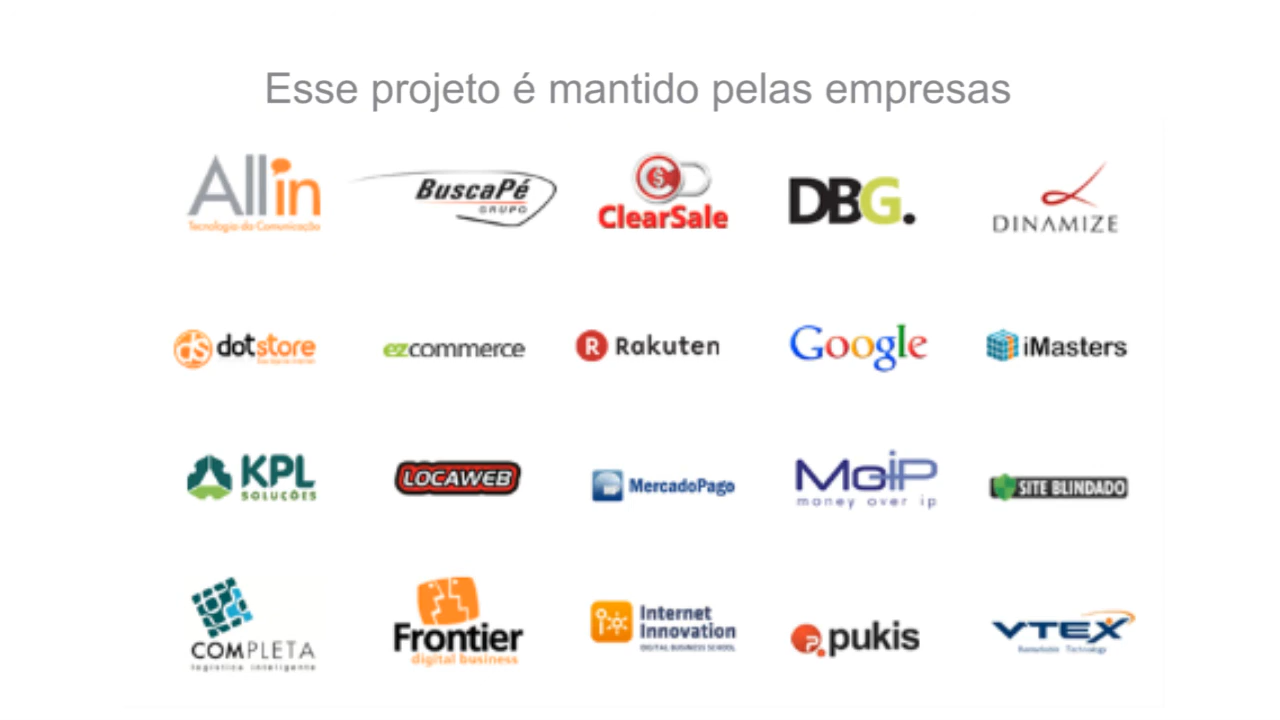 Esse projeto é mantido pelas empresas
All in
Tecnologia da Comunicação
BuscaPé
GRUPO
ClearSale
DBG.
DINAMIZE
ds dotstore
ezcommerce
R Rakuten
Google
iMasters
KPL
SOLUÇÕES
LOCAWEB
MercadoPago
MoIP
money over ip
SITE BLINDADO
COMPLETA
logística inteligente
Frontier
digital business
Internet
Innovation
DIGITAL BUSINESS SCHOOL
pukis
VTEX
Technology